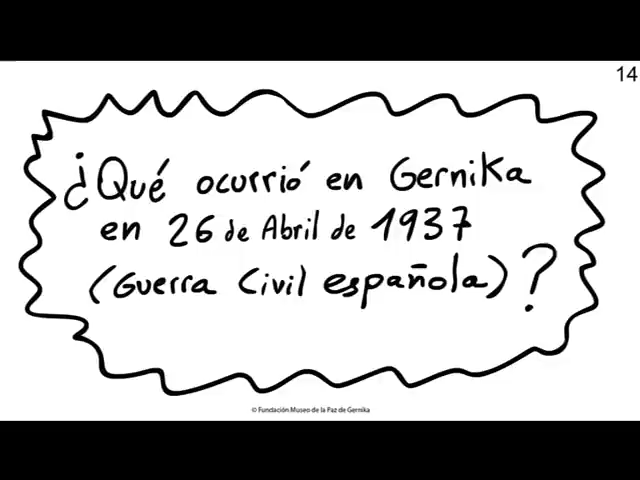 14
¿Qué ocurrió en Gernika
en 26 de Abril de 1937
(Guerra Civil española)?
© Fundación Museo de la Paz de Gernika